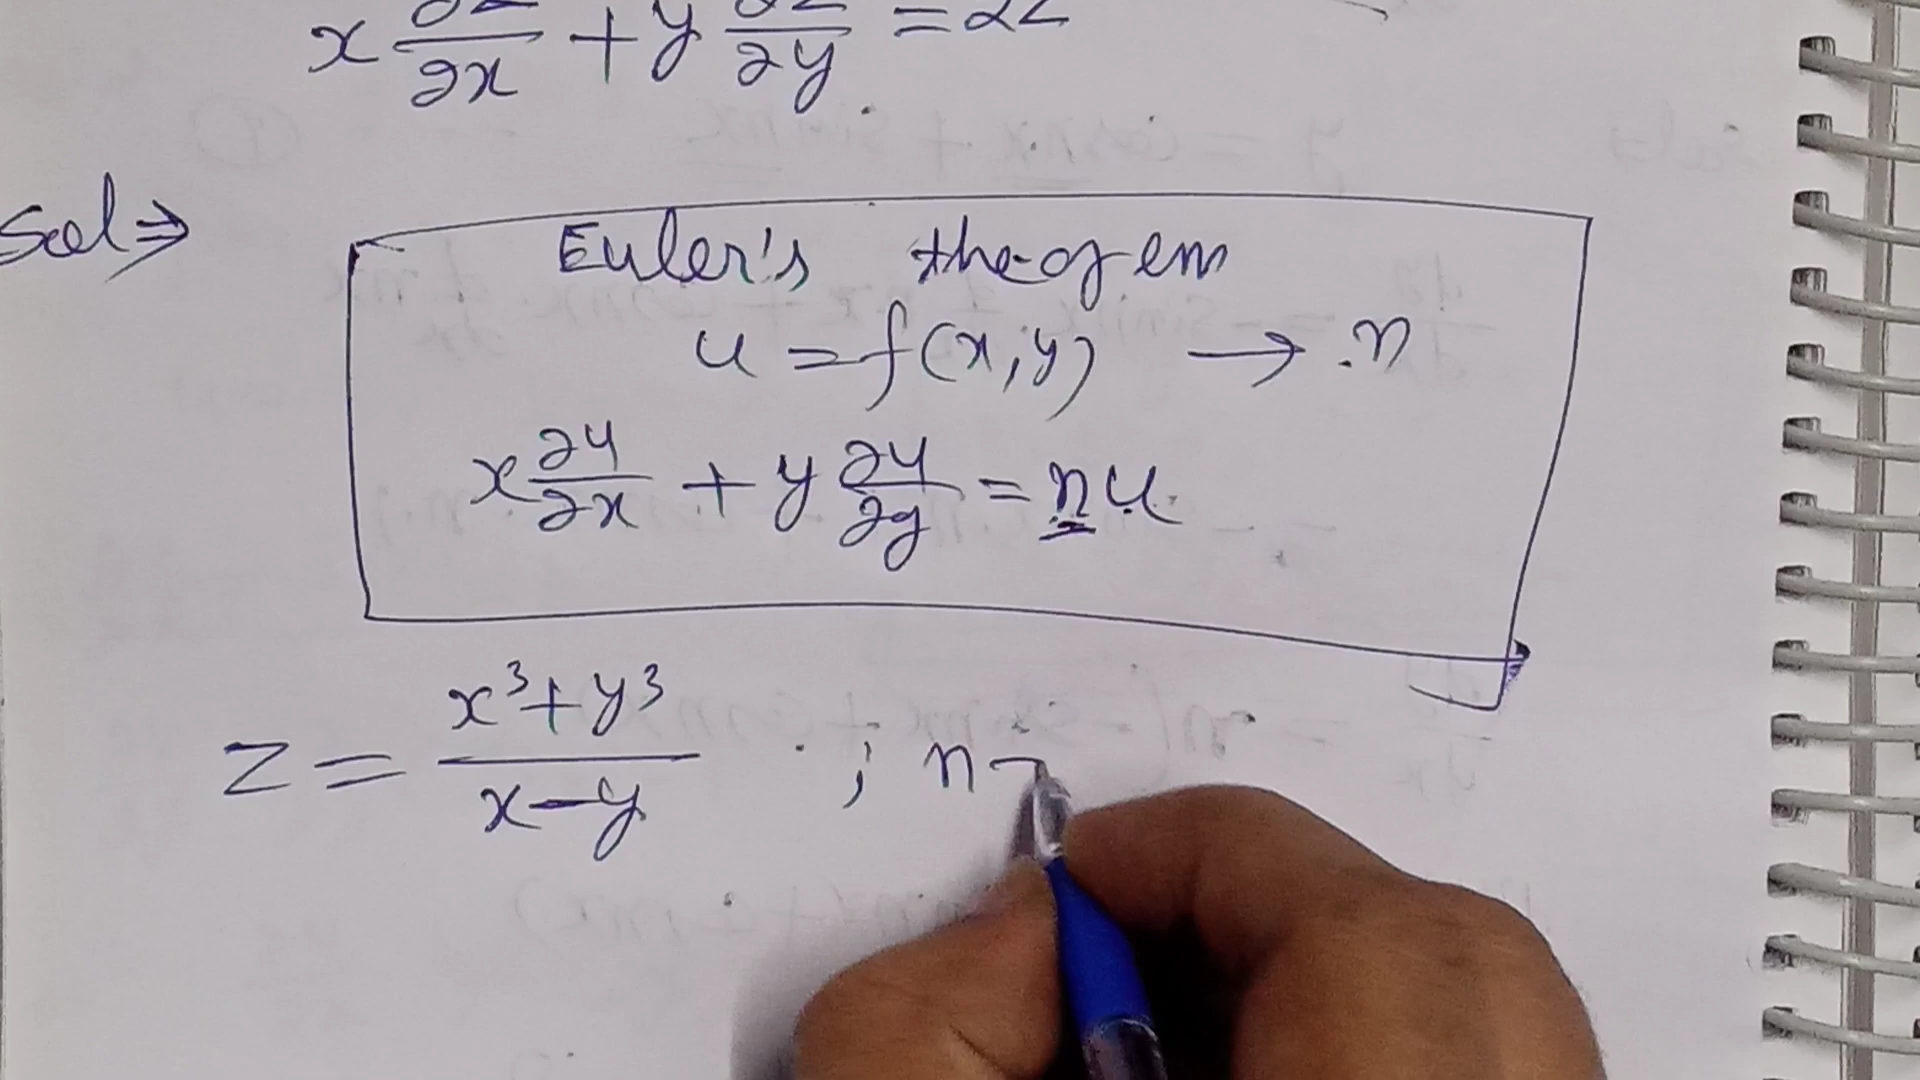 x ∂z/∂x + y ∂z/∂y = 2z
Sol ⇒
Euler's theorem
u = f(x,y) → n
x ∂u/∂x + y ∂u/∂y = nu
z = (x³+y³)/(x-y) ; n